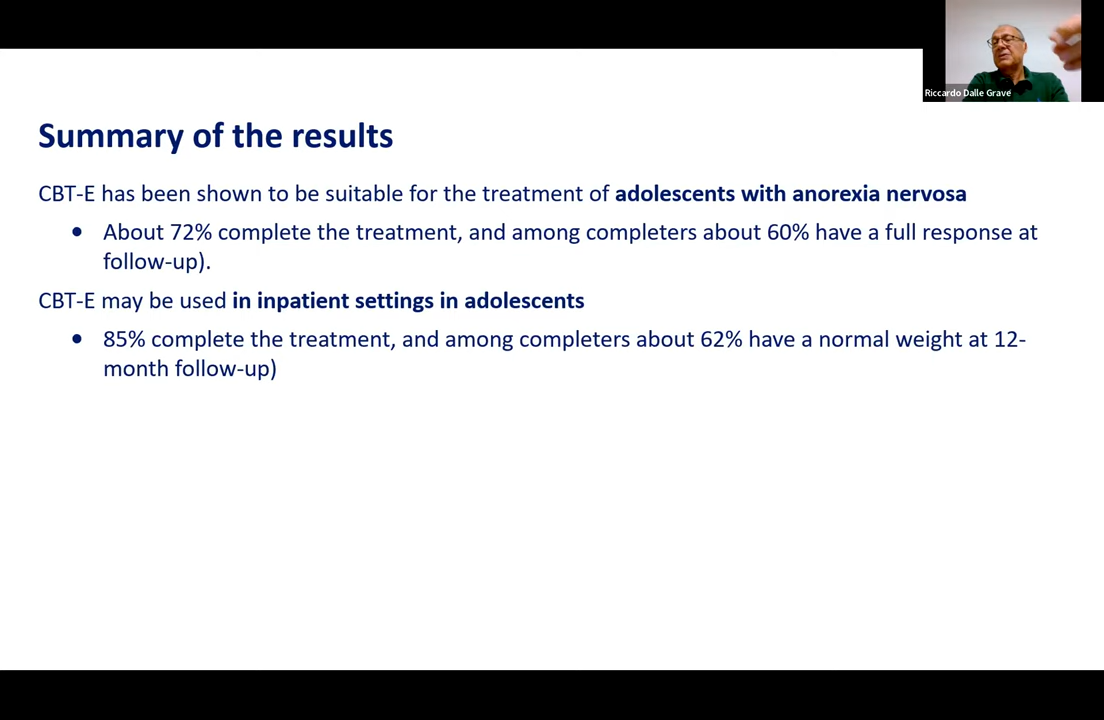 Riccardo Dalle Grave
Summary of the results
CBT-E has been shown to be suitable for the treatment of adolescents with anorexia nervosa
• About 72% complete the treatment, and among completers about 60% have a full response at
follow-up).
CBT-E may be used in inpatient settings in adolescents
• 85% complete the treatment, and among completers about 62% have a normal weight at 12-
month follow-up)